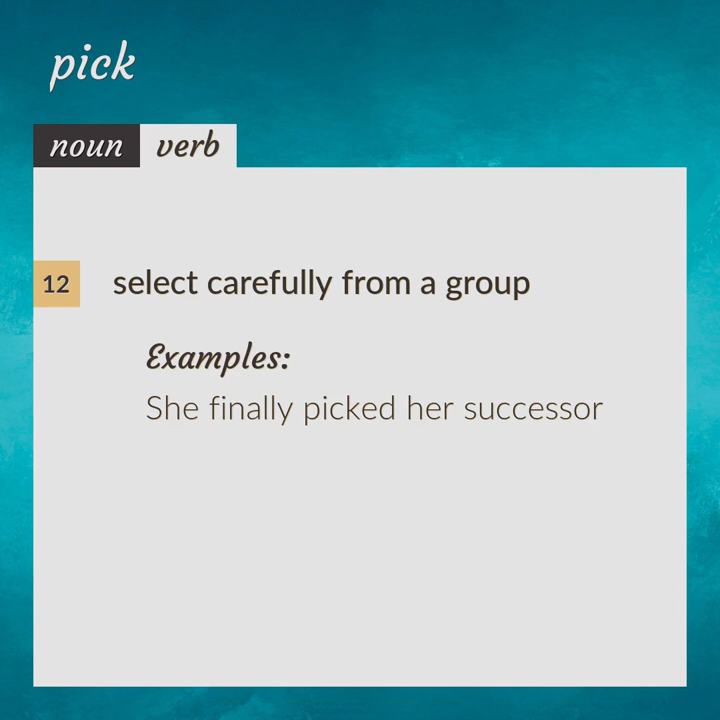 pick
noun verb
12 select carefully from a group
Examples:
She finally picked her successor